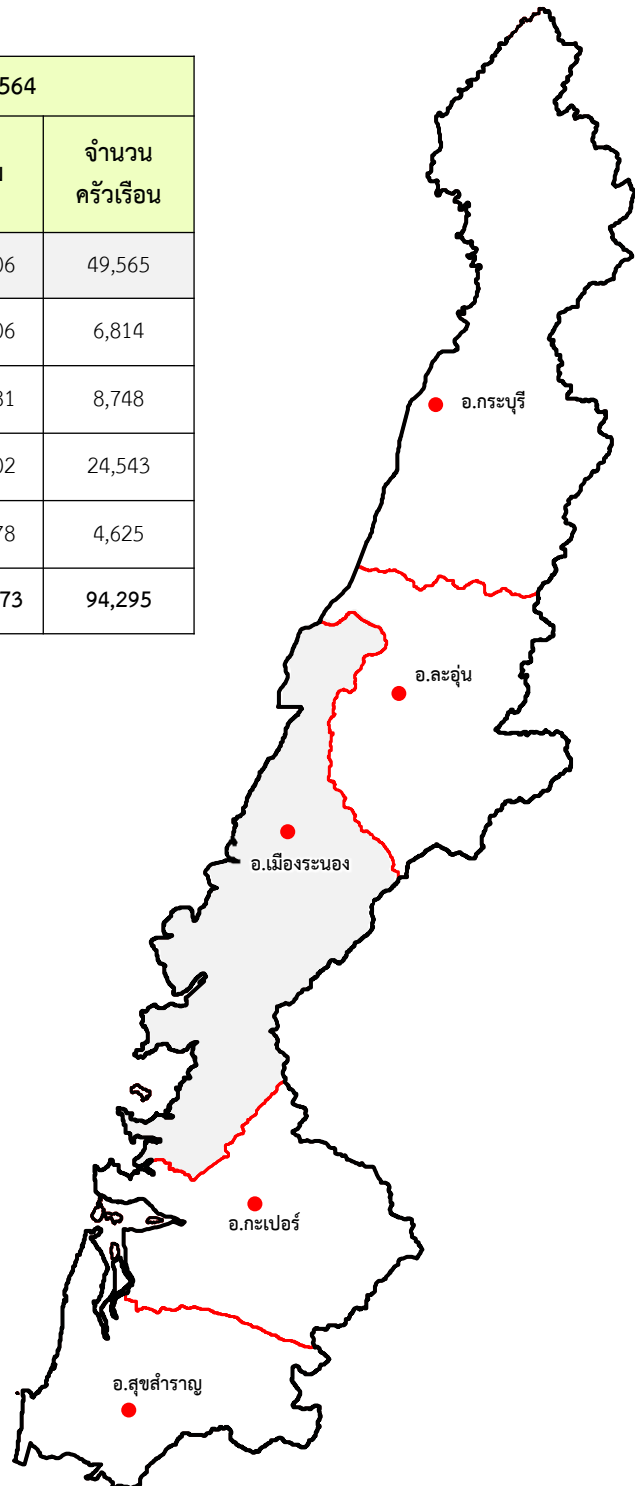 564
จำนวน
ครัวเรือน
06 49,565
06 6,814
81 8,748
02 24,543
78 4,625
73 94,295
อ.กระบุรี
อ.ละอุ่น
อ.เมืองระนอง
อ.กะเปอร์
อ.สุขสำราญ